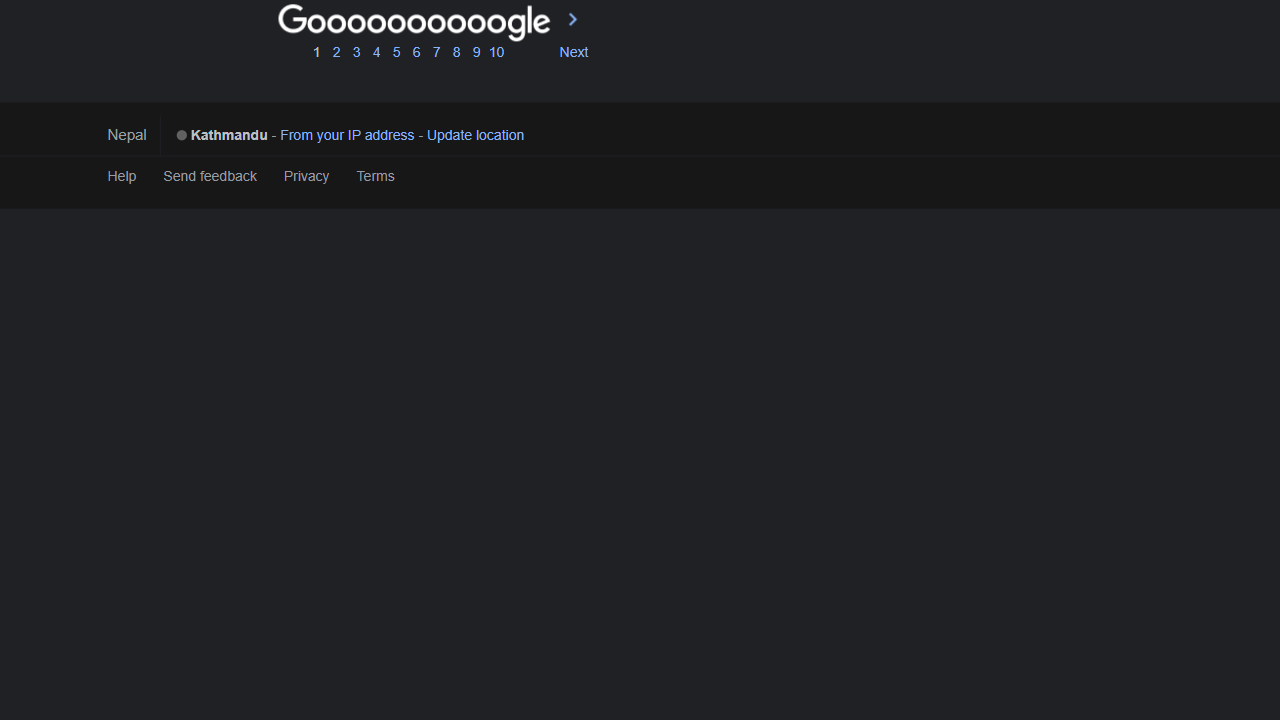 Goooooooooogle
1 2 3 4 5 6 7 8 9 10 Next
Nepal Kathmandu - From your IP address - Update location
Help Send feedback Privacy Terms